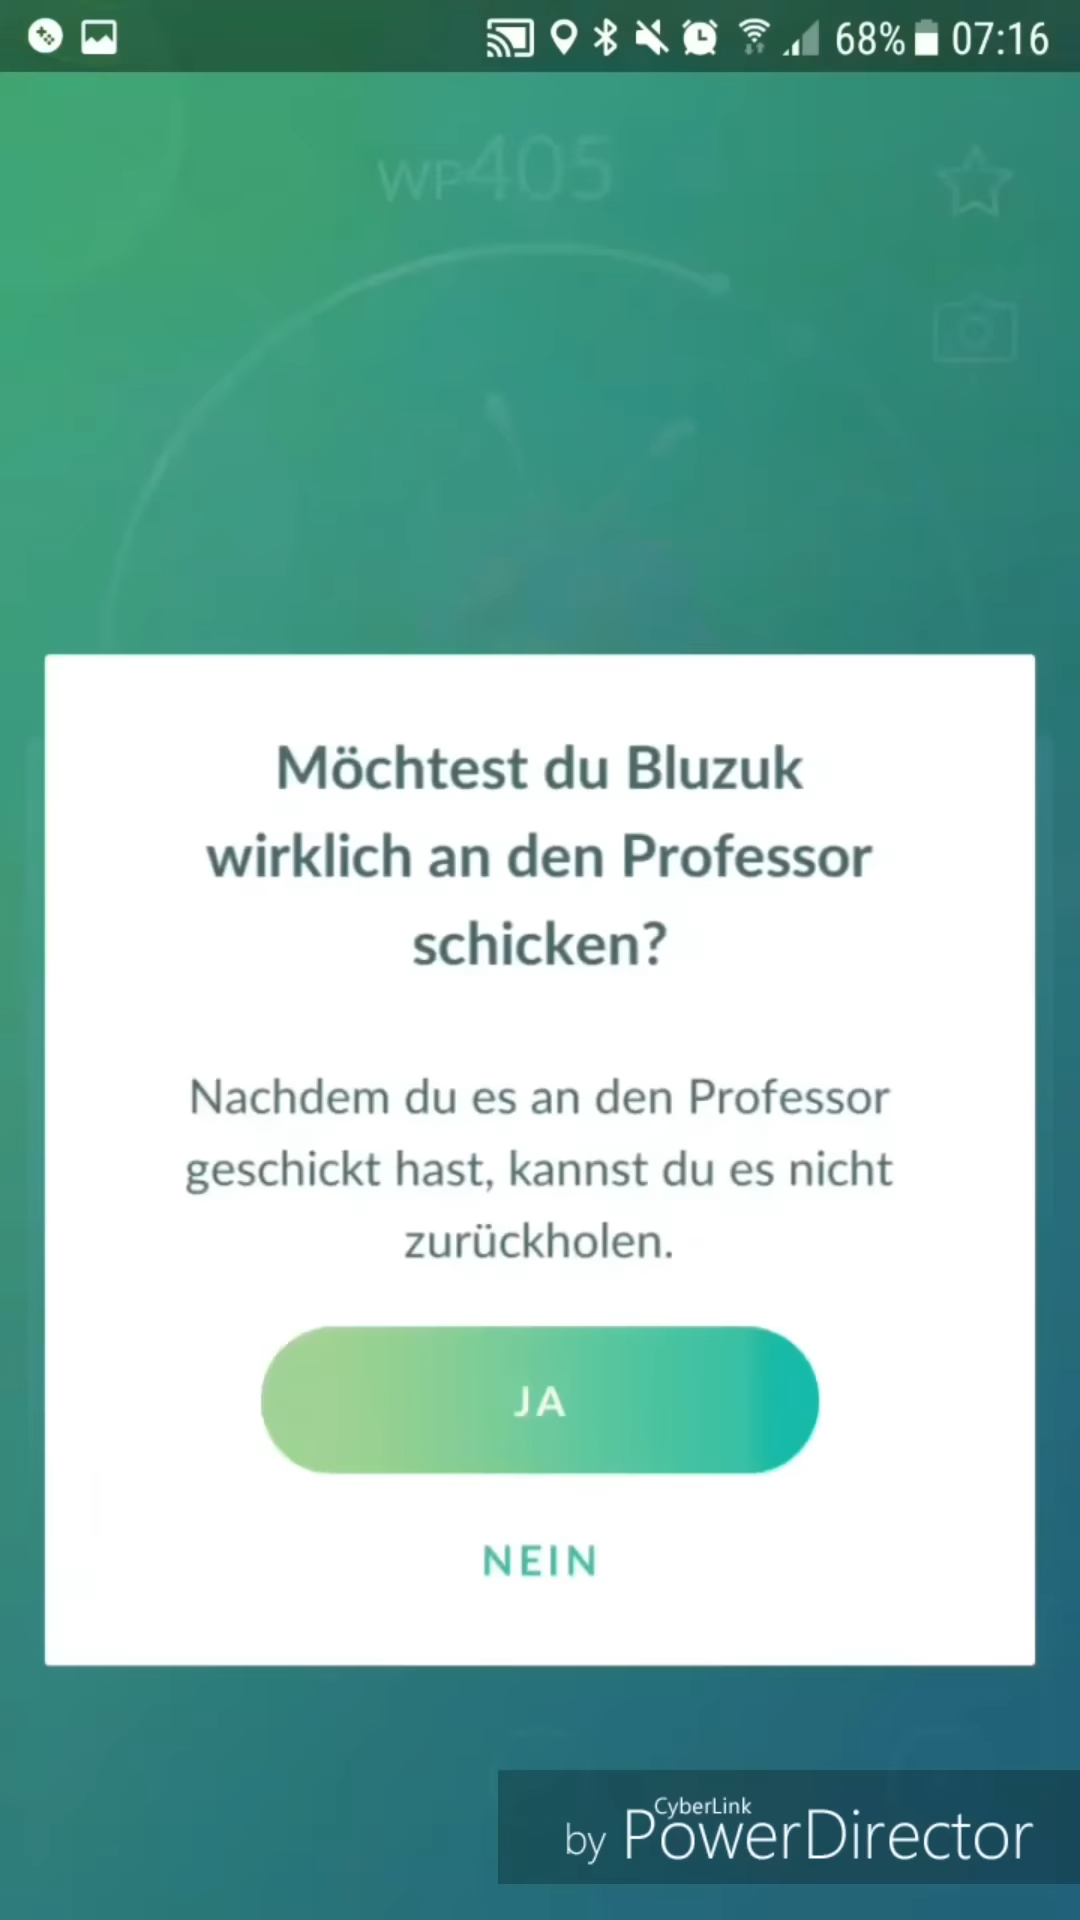 68% 07:16
WP405
Möchtest du Bluzuk
wirklich an den Professor
schicken?
Nachdem du es an den Professor
geschickt hast, kannst du es nicht
zurückholen.
JA
NEIN
CyberLink
by PowerDirector